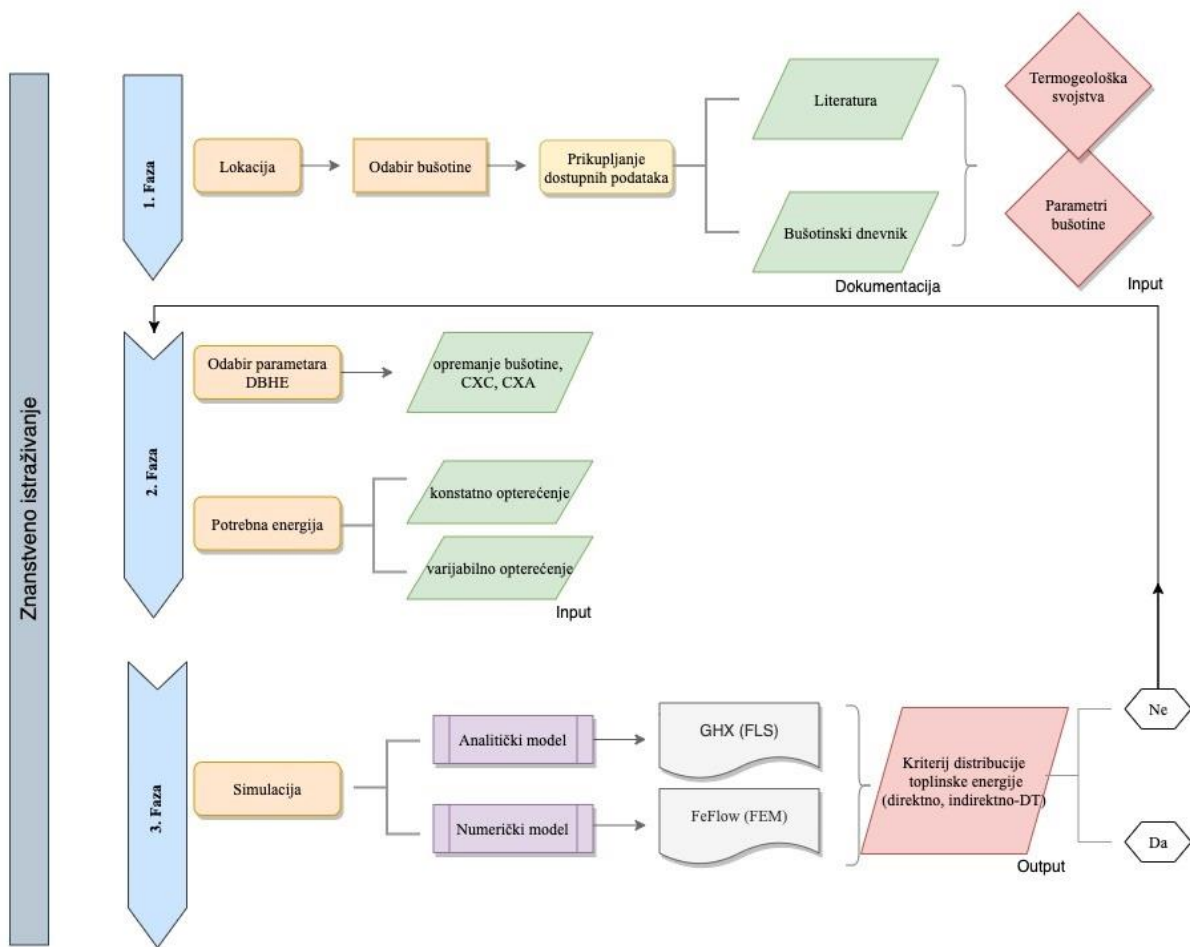 Znanstveno istraživanje
1. Faza
Lokacija
Odabir bušotine
Prikupljanje
dostupnih podataka
Literatura
Bušotinski dnevnik
Dokumentacija
Termogeološka
svojstva
Parametri
bušotine
Input
2. Faza
Odabir parametara
DBHE
opremanje bušotine,
CXC, CXA
Potrebna energija
konstatno opterećenje
varijabilno opterećenje
Input
3. Faza
Simulacija
Analitički model
GHX (FLS)
Numerički model
FeFlow (FEM)
Kriterij distribucije
toplinske energije
(direktno, indirektno-DT)
Output
Ne
Da